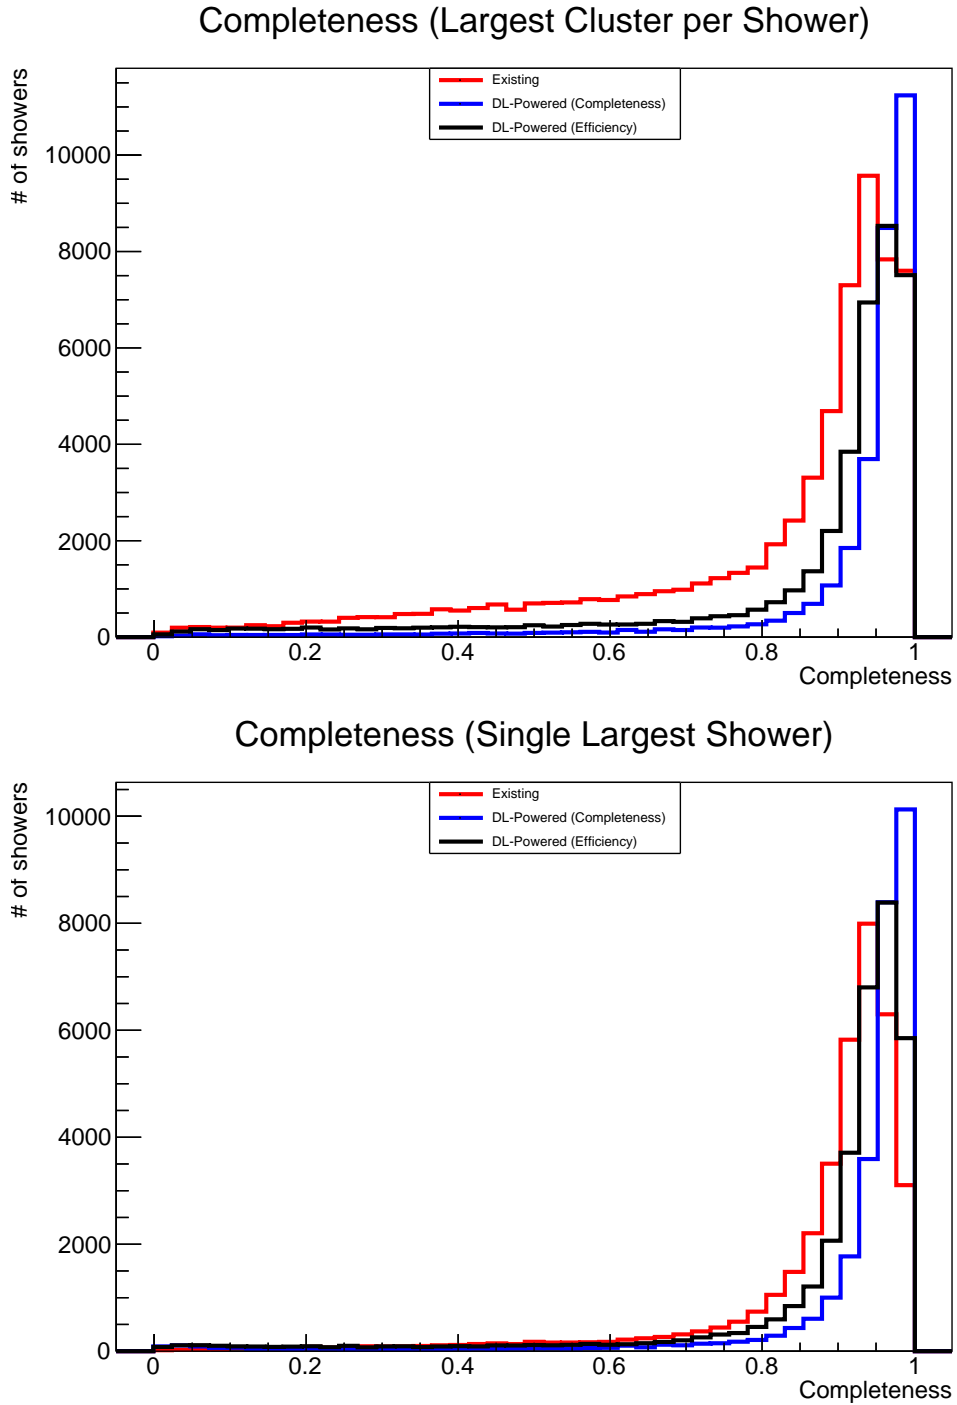 Completeness (Largest Cluster per Shower)
# of showers
Existing
DL-Powered (Completeness)
DL-Powered (Efficiency)
10000
8000
6000
4000
2000
0
0 0.2 0.4 0.6 0.8 1
Completeness
Completeness (Single Largest Shower)
# of showers
Existing
DL-Powered (Completeness)
DL-Powered (Efficiency)
10000
8000
6000
4000
2000
0
0 0.2 0.4 0.6 0.8 1
Completeness